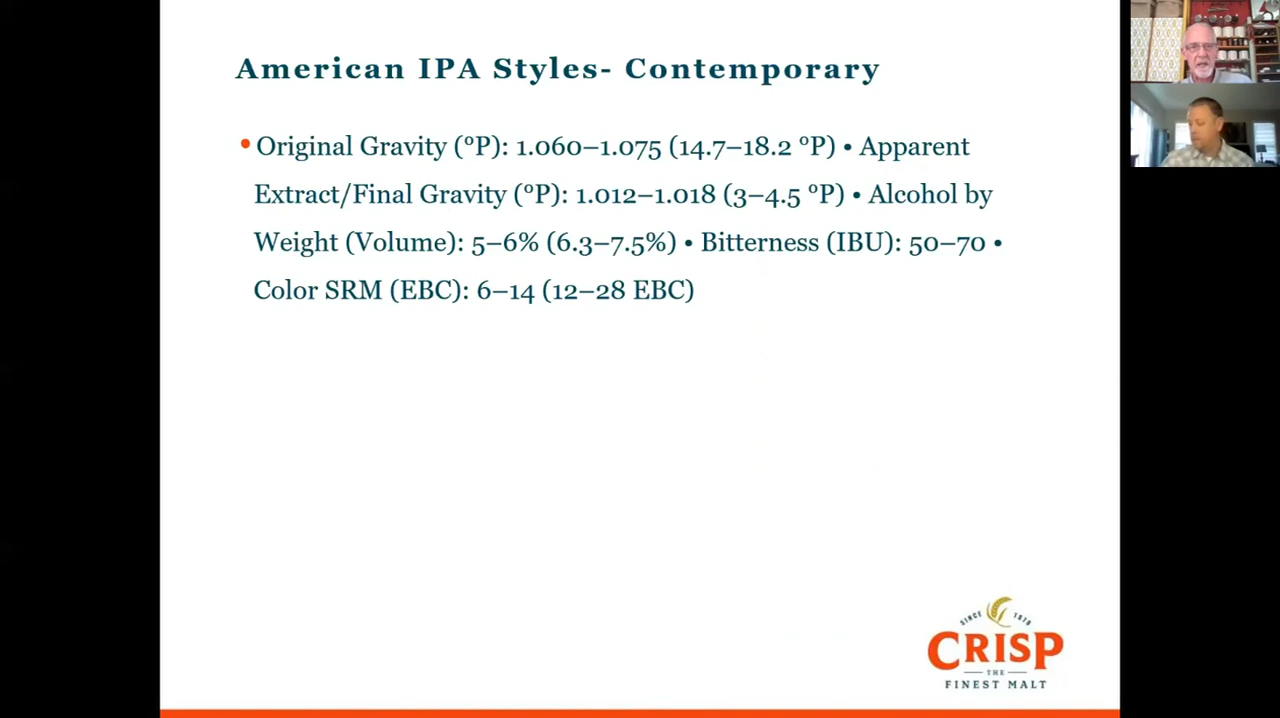 American IPA Styles- Contemporary
• Original Gravity (°P): 1.060–1.075 (14.7–18.2 °P) • Apparent
Extract/Final Gravity (°P): 1.012–1.018 (3–4.5 °P) • Alcohol by
Weight (Volume): 5–6% (6.3–7.5%) • Bitterness (IBU): 50–70 •
Color SRM (EBC): 6–14 (12–28 EBC)
SINCE 1870
CRISP
THE
FINEST MALT